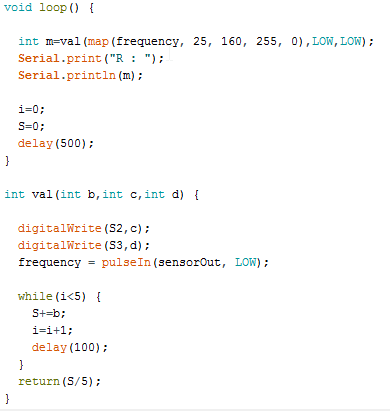 void loop() {
int m=val(map(frequency, 25, 160, 255, 0),LOW,LOW);
Serial.print("R : ");
Serial.println(m);
i=0;
S=0;
delay(500);
}
int val(int b,int c,int d) {
digitalWrite(S2,c);
digitalWrite(S3,d);
frequency = pulseIn(sensorOut, LOW);
while(i<5) {
S+=b;
i=i+1;
delay(100);
}
return(S/5);
}